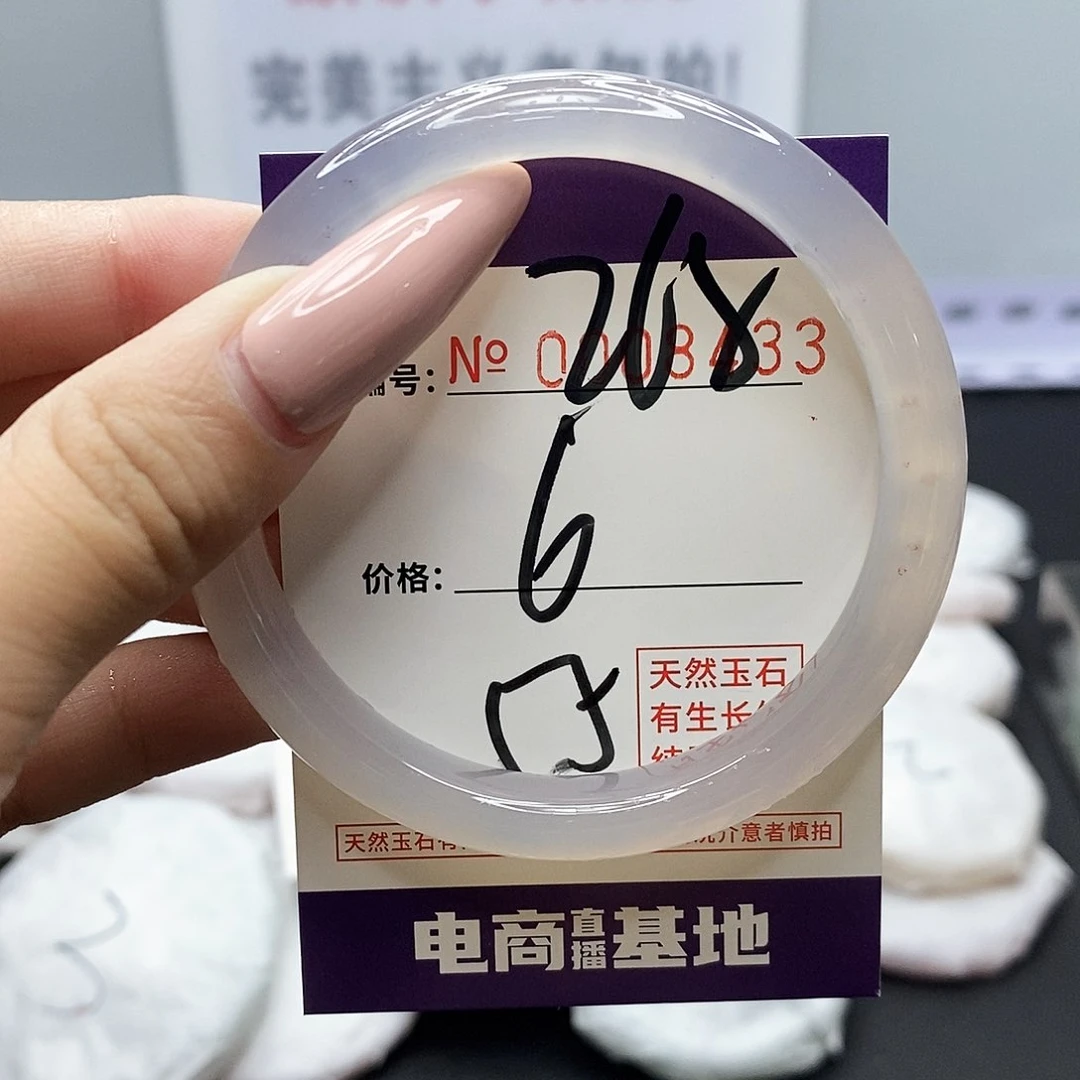 完美主义者勿拍!
编号: № 0008433
6
价格:
天然玉石
有生长
天然玉石有 介意者慎拍
电商直播基地